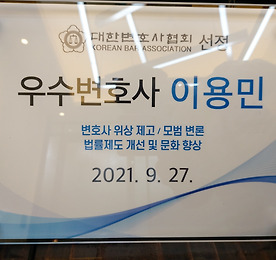 대한변호사협회 선정
KOREAN BAR ASSOCIATION
우수변호사 이용민
변호사 위상 제고 / 모범 변론
법률제도 개선 및 문화 향상
2021. 9. 27.